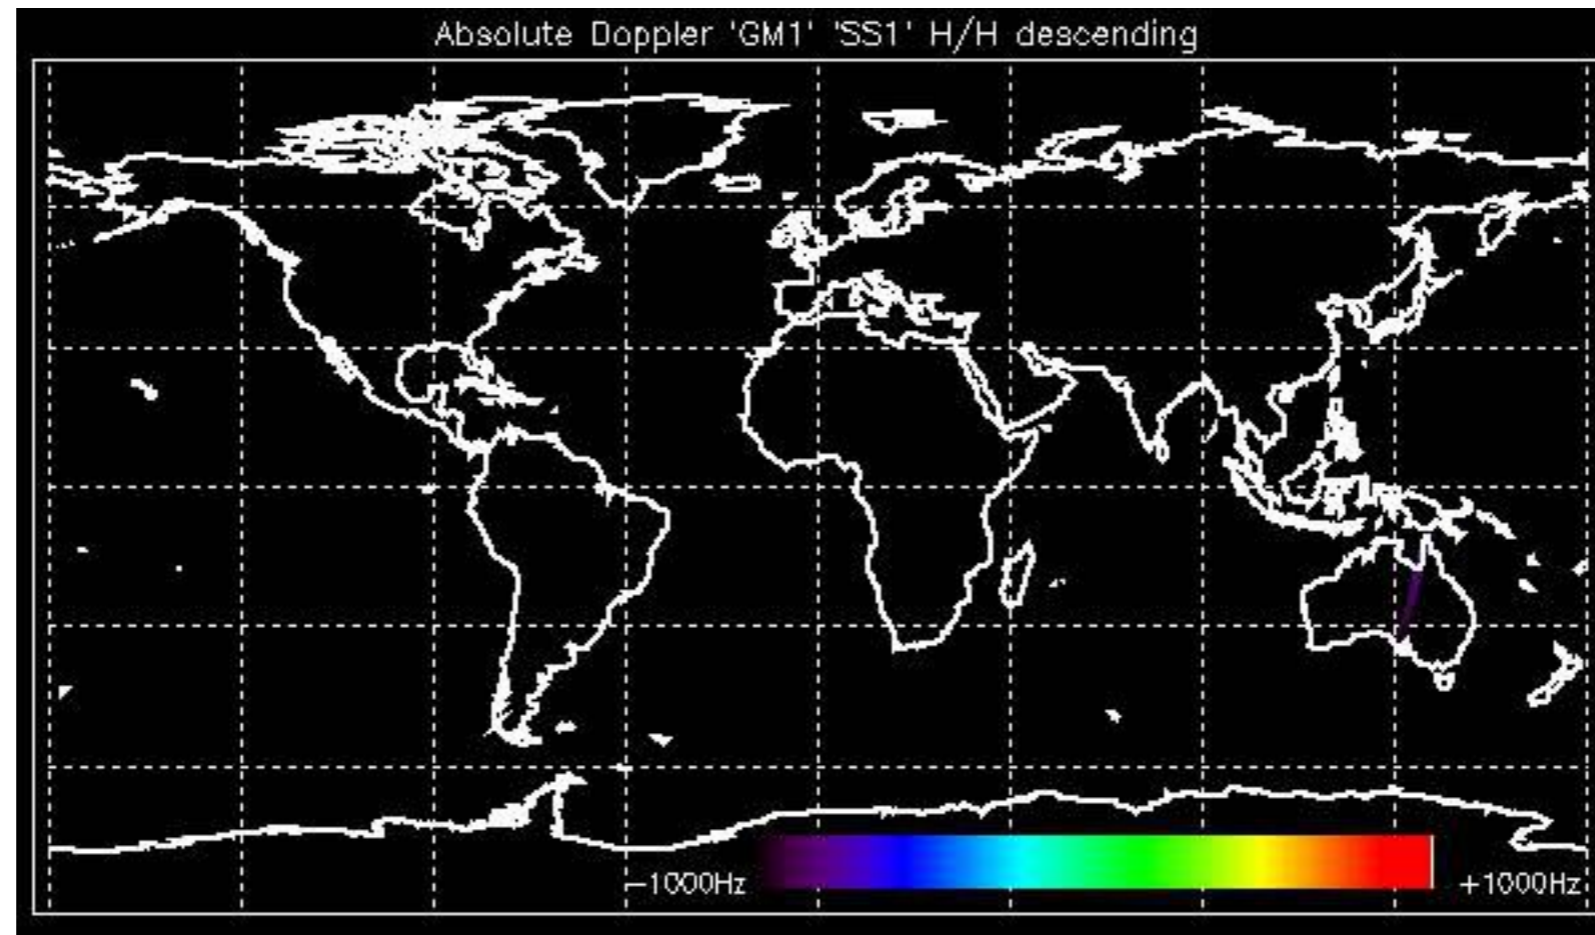 Absolute Doppler 'GM1' 'SS1' H/H descending
-1000Hz
+1000Hz